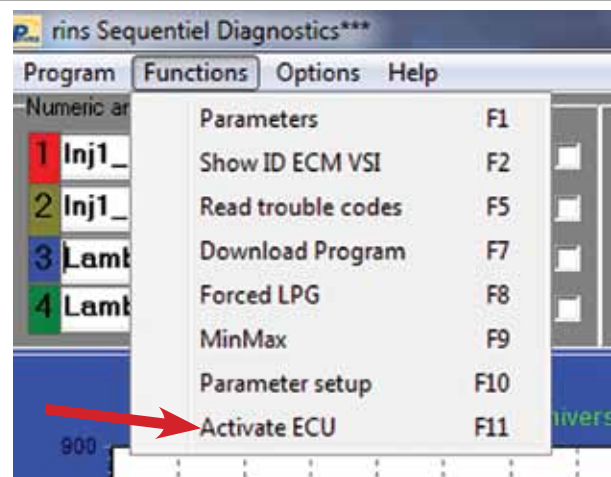 rins Sequentiel Diagnostics***
Program Functions Options Help
Numeric ar
1 Inj1_
2 Inj1_
3 Lamb
4 Lamb
Parameters F1
Show ID ECM VSI F2
Read trouble codes F5
Download Program F7
Forced LPG F8
MinMax F9
Parameter setup F10
Activate ECU F11
nivers
900